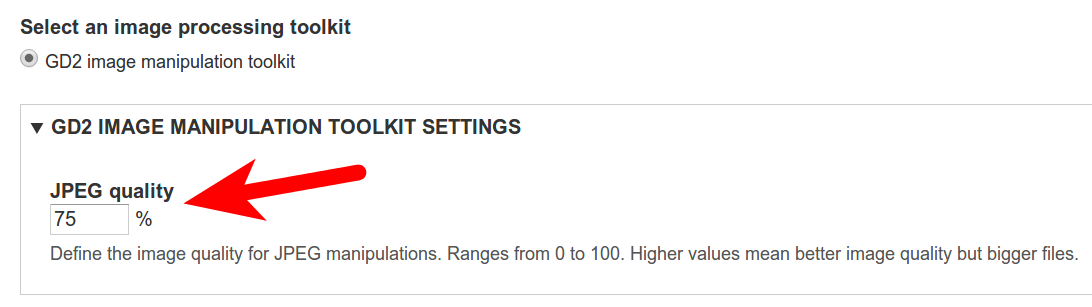 Select an image processing toolkit
GD2 image manipulation toolkit
GD2 IMAGE MANIPULATION TOOLKIT SETTINGS
JPEG quality
75 %
Define the image quality for JPEG manipulations. Ranges from 0 to 100. Higher values mean better image quality but bigger files.